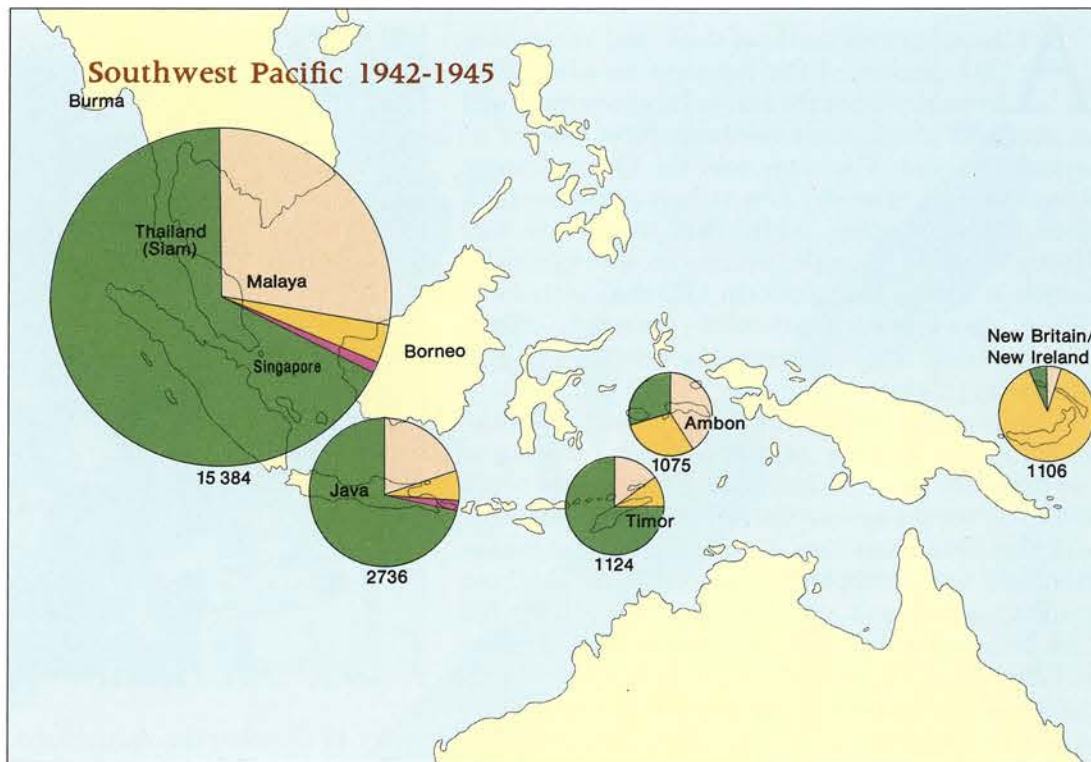 Southwest Pacific 1942-1945
Burma
Thailand
(Siam)
Malaya
Singapore
Borneo
New Britain/
New Ireland
Ambon
1075
1106
15 384
Java
Timor
2736
1124